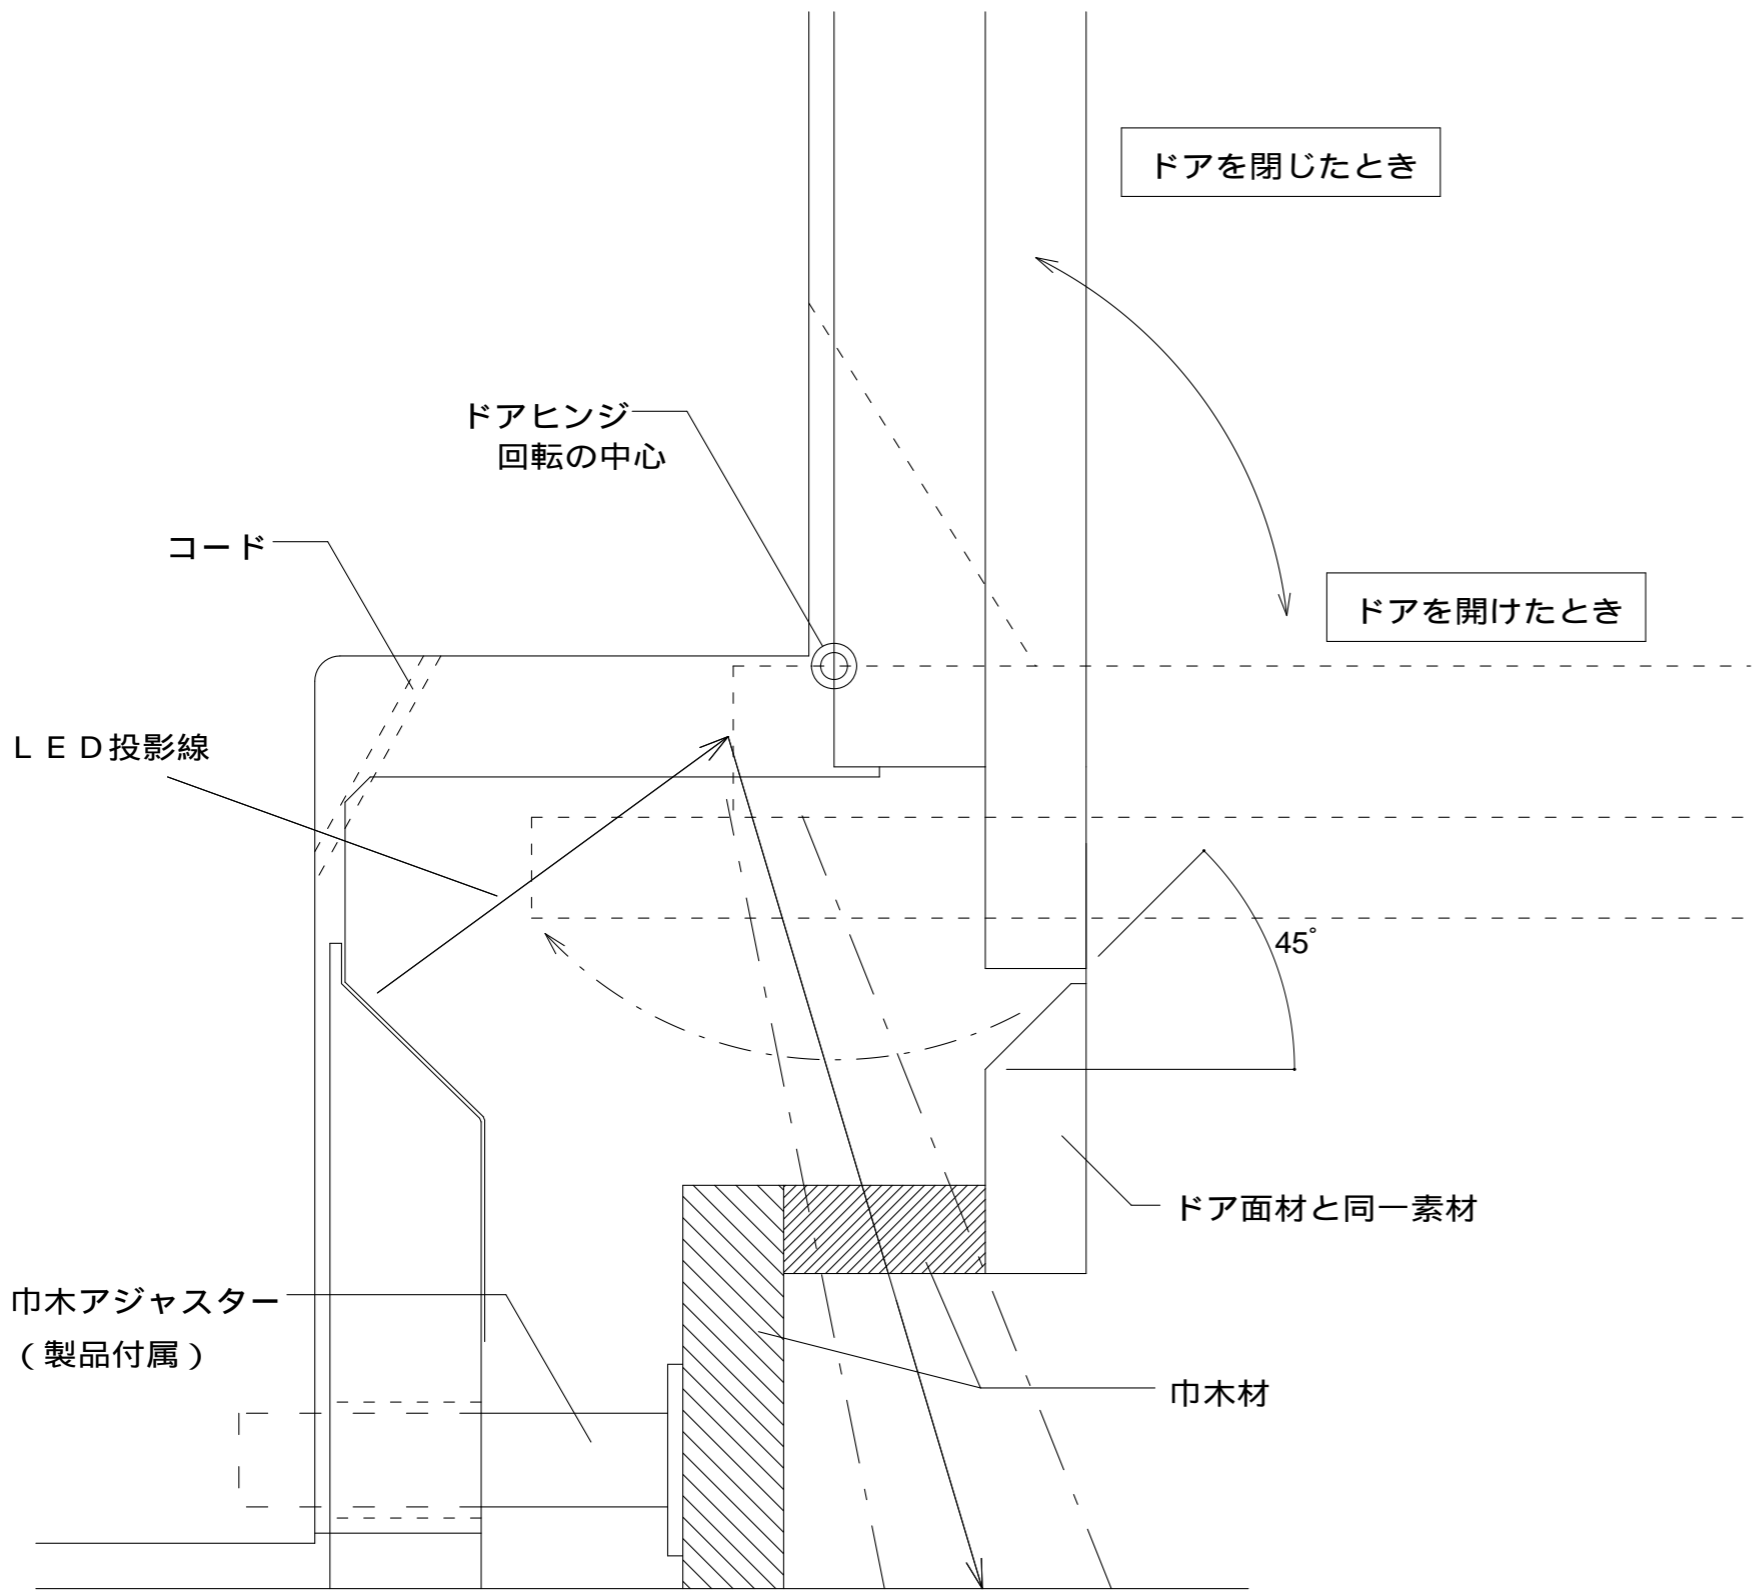 ドアを閉じたとき
ドアヒンジ
回転の中心
コード
ドアを開けたとき
ＬＥＤ投影線
45°
ドア面材と同一素材
巾木アジャスター
（製品付属）
巾木材